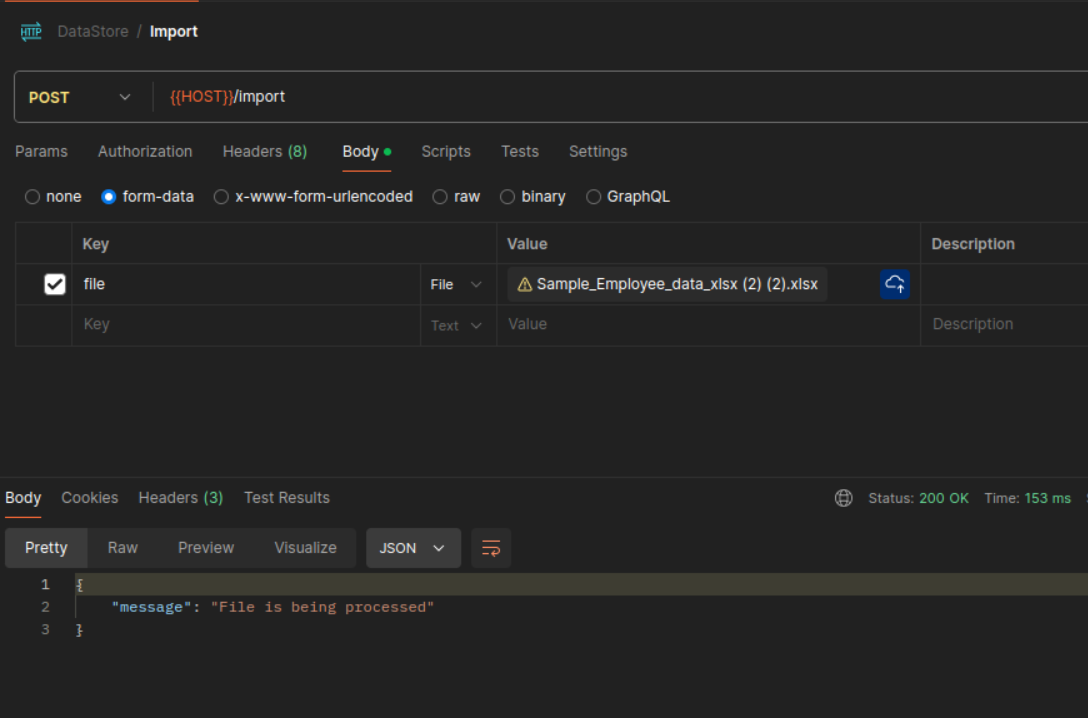 HTTP DataStore / Import
POST {{HOST}}/import
Params Authorization Headers (8) Body Scripts Tests Settings
none form-data x-www-form-urlencoded raw binary GraphQL
Key Value Description
file File Sample_Employee_data_xlsx (2) (2).xlsx
Key Text Value Description
Body Cookies Headers (3) Test Results Status: 200 OK Time: 153 ms
Pretty Raw Preview Visualize JSON
1 {
2 "message": "File is being processed"
3 }